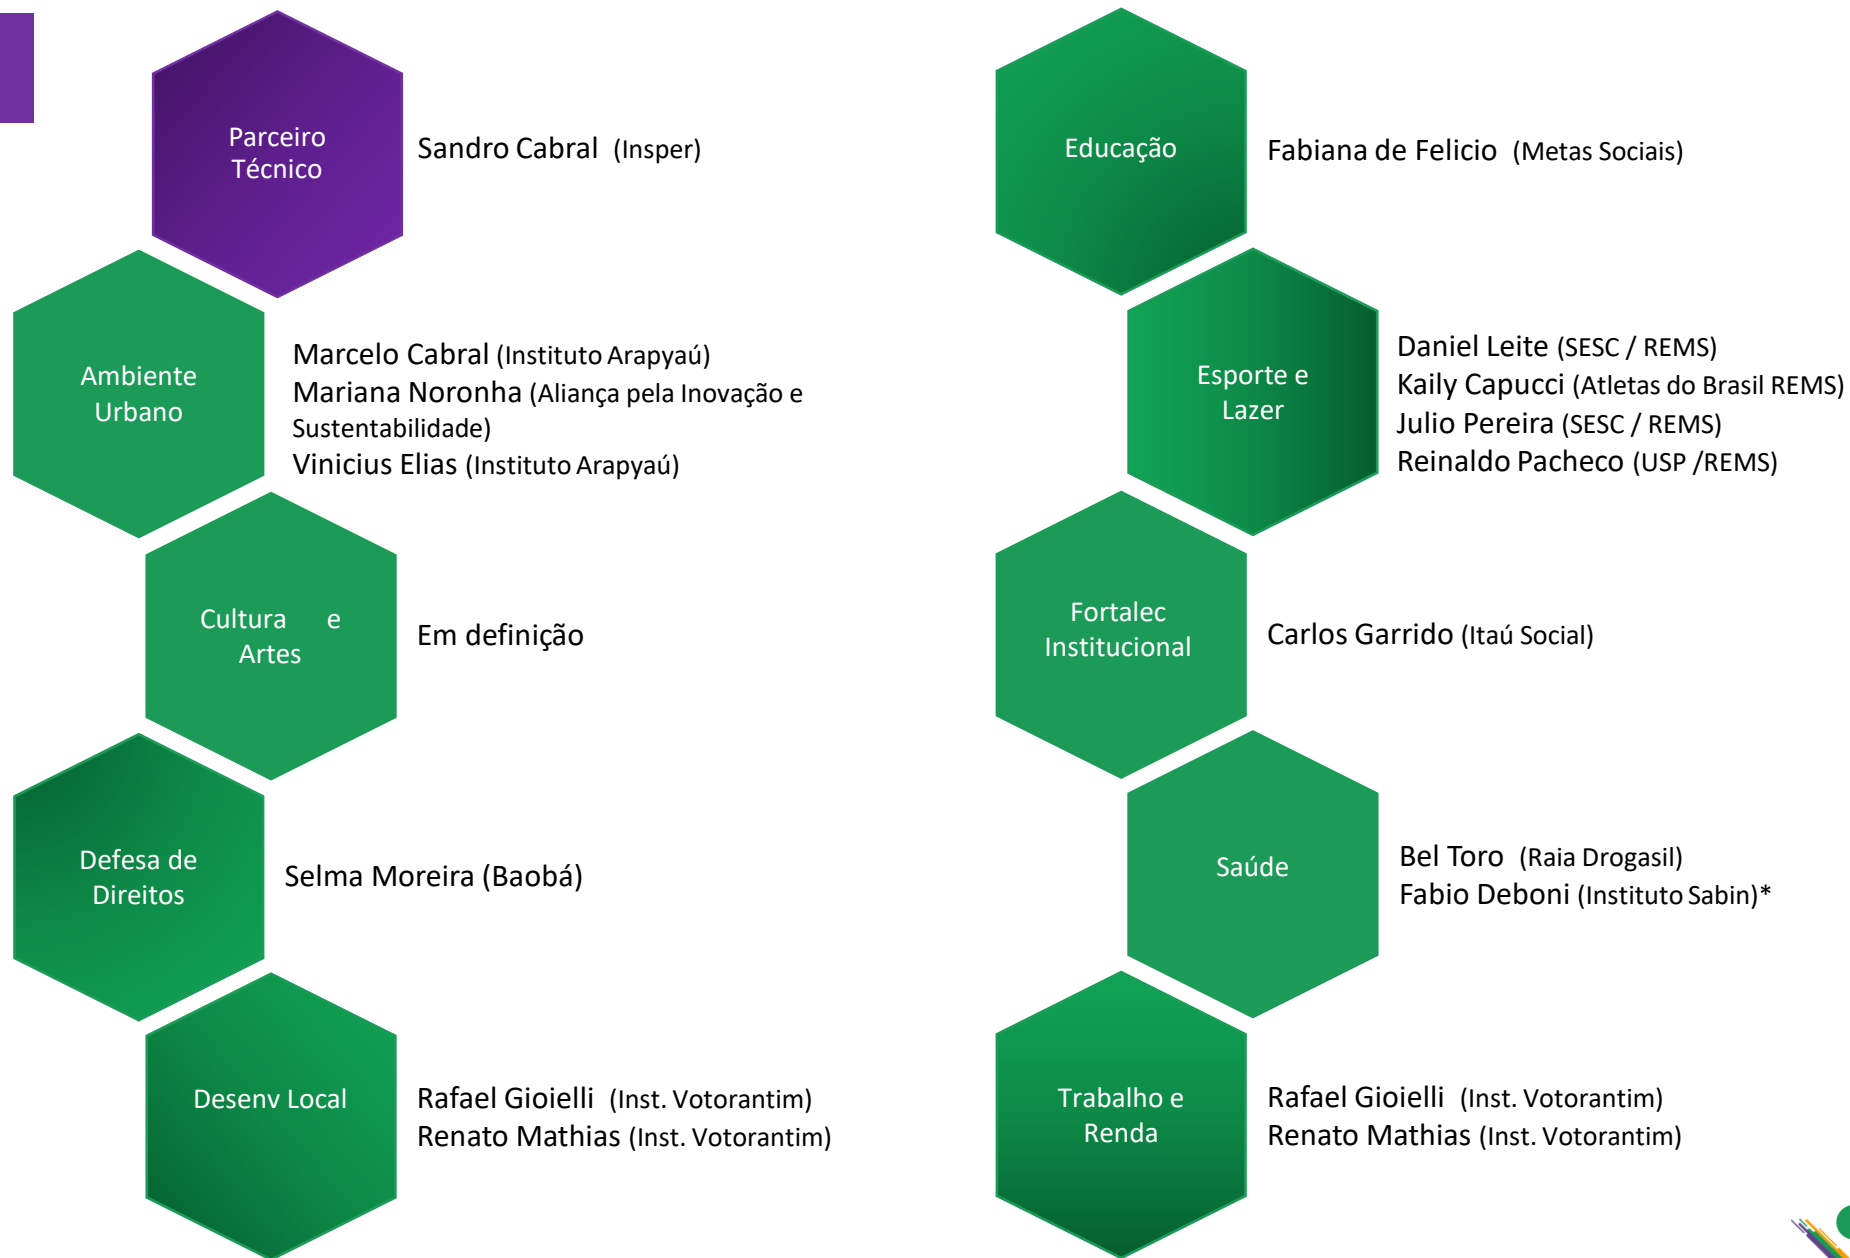 Parceiro
Técnico
Sandro Cabral (Insper)
Ambiente
Urbano
Marcelo Cabral (Instituto Arapyaú)
Mariana Noronha (Aliança pela Inovação e
Sustentabilidade)
Vinicius Elias (Instituto Arapyaú)
Cultura e
Artes
Em definição
Defesa de
Direitos
Selma Moreira (Baobá)
Desenv Local
Rafael Gioielli (Inst. Votorantim)
Renato Mathias (Inst. Votorantim)
Educação
Fabiana de Felicio (Metas Sociais)
Esporte e
Lazer
Daniel Leite (SESC / REMS)
Kaily Capucci (Atletas do Brasil REMS)
Julio Pereira (SESC / REMS)
Reinaldo Pacheco (USP /REMS)
Fortalec
Institucional
Carlos Garrido (Itaú Social)
Saúde
Bel Toro (Raia Drogasil)
Fabio Deboni (Instituto Sabin)*
Trabalho e
Renda
Rafael Gioielli (Inst. Votorantim)
Renato Mathias (Inst. Votorantim)